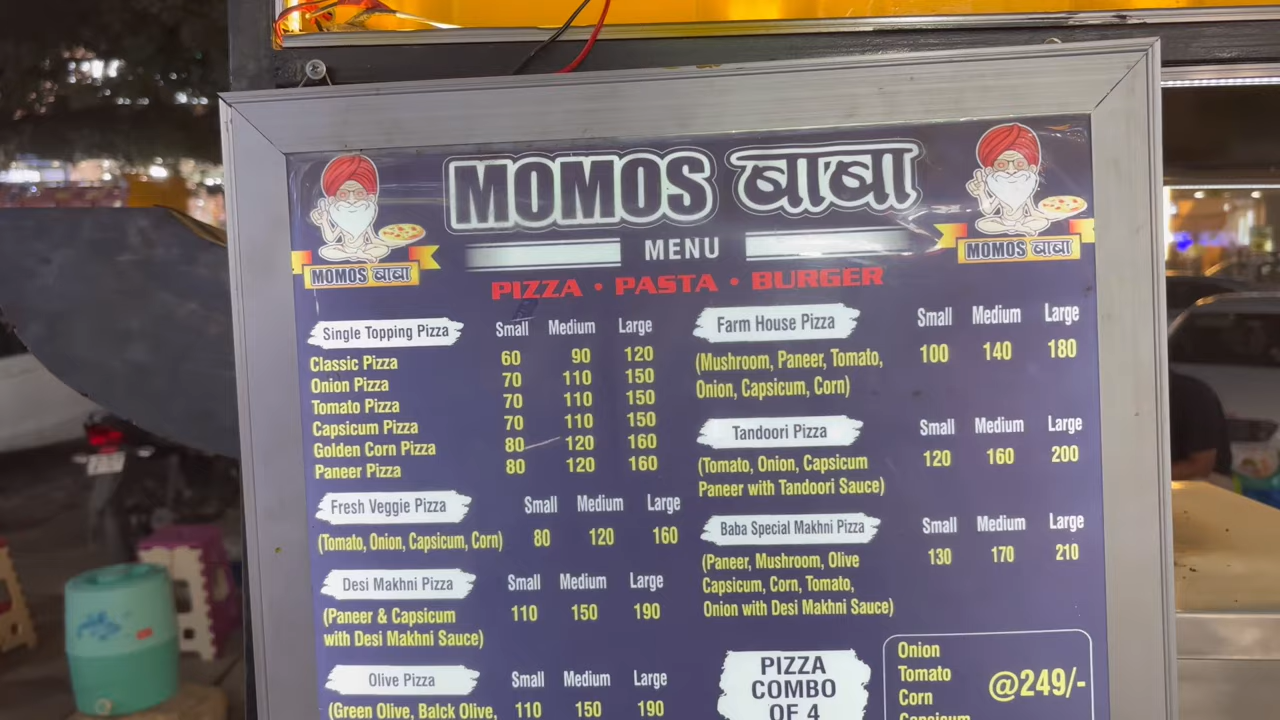 MOMOS बाबा
MOMOS बाबा
MOMOS बाबा
MENU
PIZZA • PASTA • BURGER
Single Topping Pizza Small Medium Large
Classic Pizza 60 90 120
Onion Pizza 70 110 150
Tomato Pizza 70 110 150
Capsicum Pizza 70 110 150
Golden Corn Pizza 80 120 160
Paneer Pizza 80 120 160
Fresh Veggie Pizza Small Medium Large
(Tomato, Onion, Capsicum, Corn) 80 120 160
Desi Makhni Pizza Small Medium Large
(Paneer & Capsicum 110 150 190
with Desi Makhni Sauce)
Olive Pizza Small Medium Large
(Green Olive, Balck Olive, 110 150 190
Farm House Pizza Small Medium Large
(Mushroom, Paneer, Tomato, 100 140 180
Onion, Capsicum, Corn)
Tandoori Pizza Small Medium Large
(Tomato, Onion, Capsicum 120 160 200
Paneer with Tandoori Sauce)
Baba Special Makhni Pizza Small Medium Large
(Paneer, Mushroom, Olive 130 170 210
Capsicum, Corn, Tomato,
Onion with Desi Makhni Sauce)
PIZZA
COMBO
OF 4
Onion
Tomato
Corn
Capsicum
@249/-